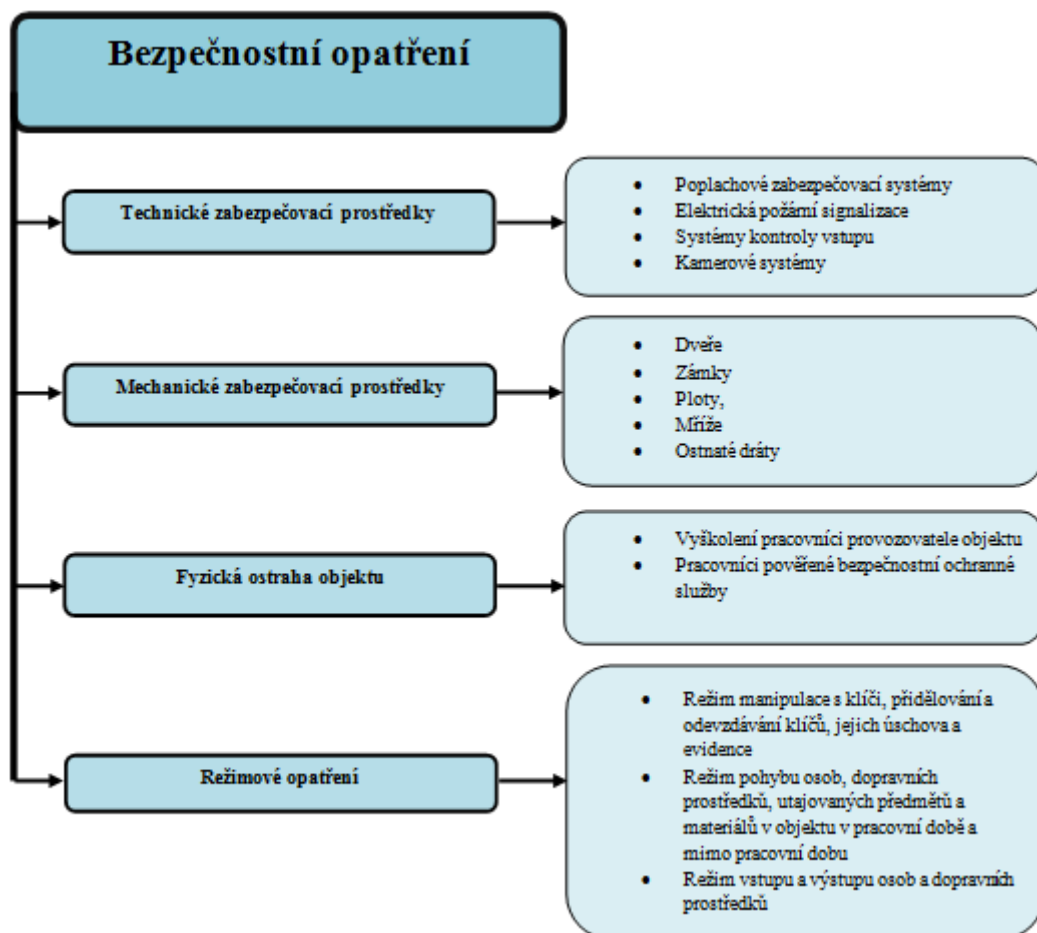 Bezpečnostní opatření
Technické zabezpečovací prostředky
• Poplachové zabezpečovací systémy
• Elektrická požární signalizace
• Systémy kontroly vstupu
• Kamerové systémy
Mechanické zabezpečovací prostředky
• Dveře
• Zámky
• Ploty,
• Mříže
• Ostnaté dráty
Fyzická ostraha objektu
• Vyškolení pracovníci provozovatele objektu
• Pracovníci pověřené bezpečnostní ochranné
služby
Režimové opatření
• Režim manipulace s klíči, přidělování a
odevzdávání klíčů, jejich úschova a
evidence
• Režim pohybu osob, dopravních
prostředků, utajovaných předmětů a
materiálů v objektu v pracovní době a
mimo pracovní dobu
• Režim vstupu a výstupu osob a dopravních
prostředků